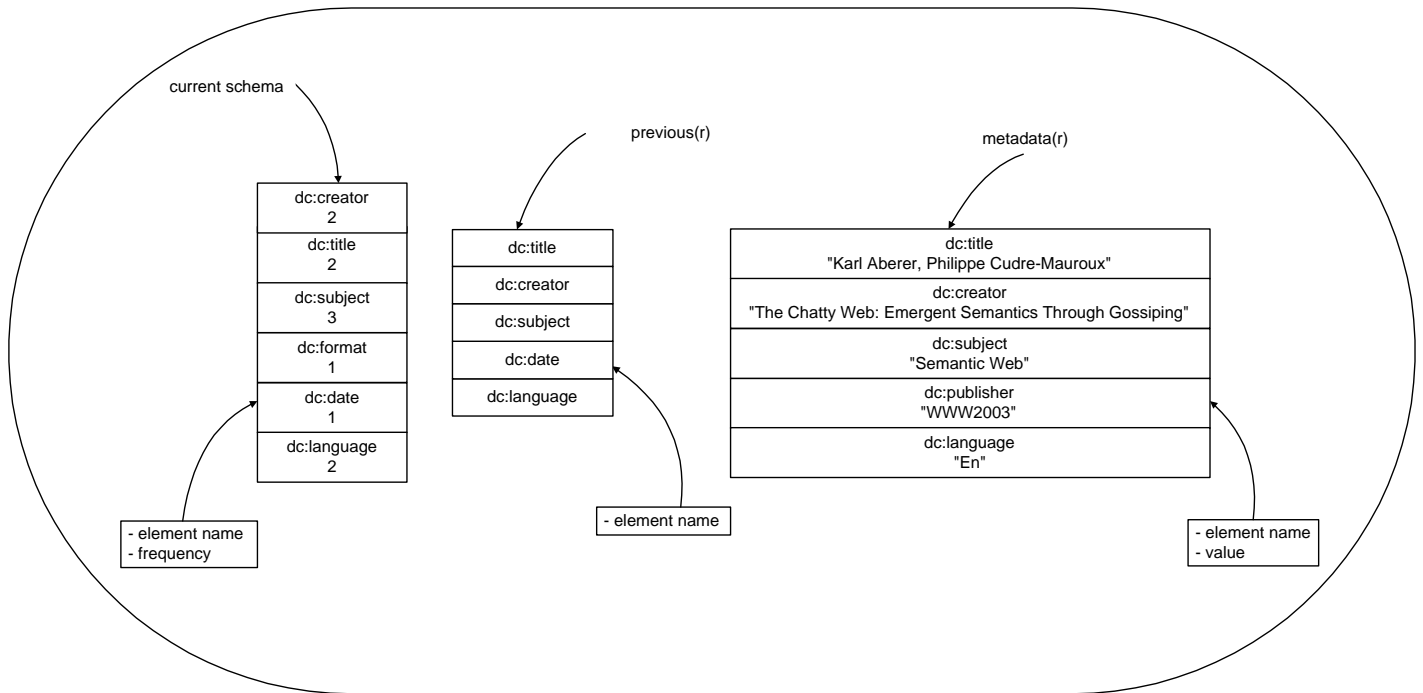 current schema
previous(r)
metadata(r)
dc:creator
2
dc:title
2
dc:subject
3
dc:format
1
dc:date
1
dc:language
2
dc:title
dc:creator
dc:subject
dc:date
dc:language
dc:title
"Karl Aberer, Philippe Cudre-Mauroux"
dc:creator
"The Chatty Web: Emergent Semantics Through Gossiping"
dc:subject
"Semantic Web"
dc:publisher
"WWW2003"
dc:language
"En"
- element name
- frequency
- element name
- element name
- value